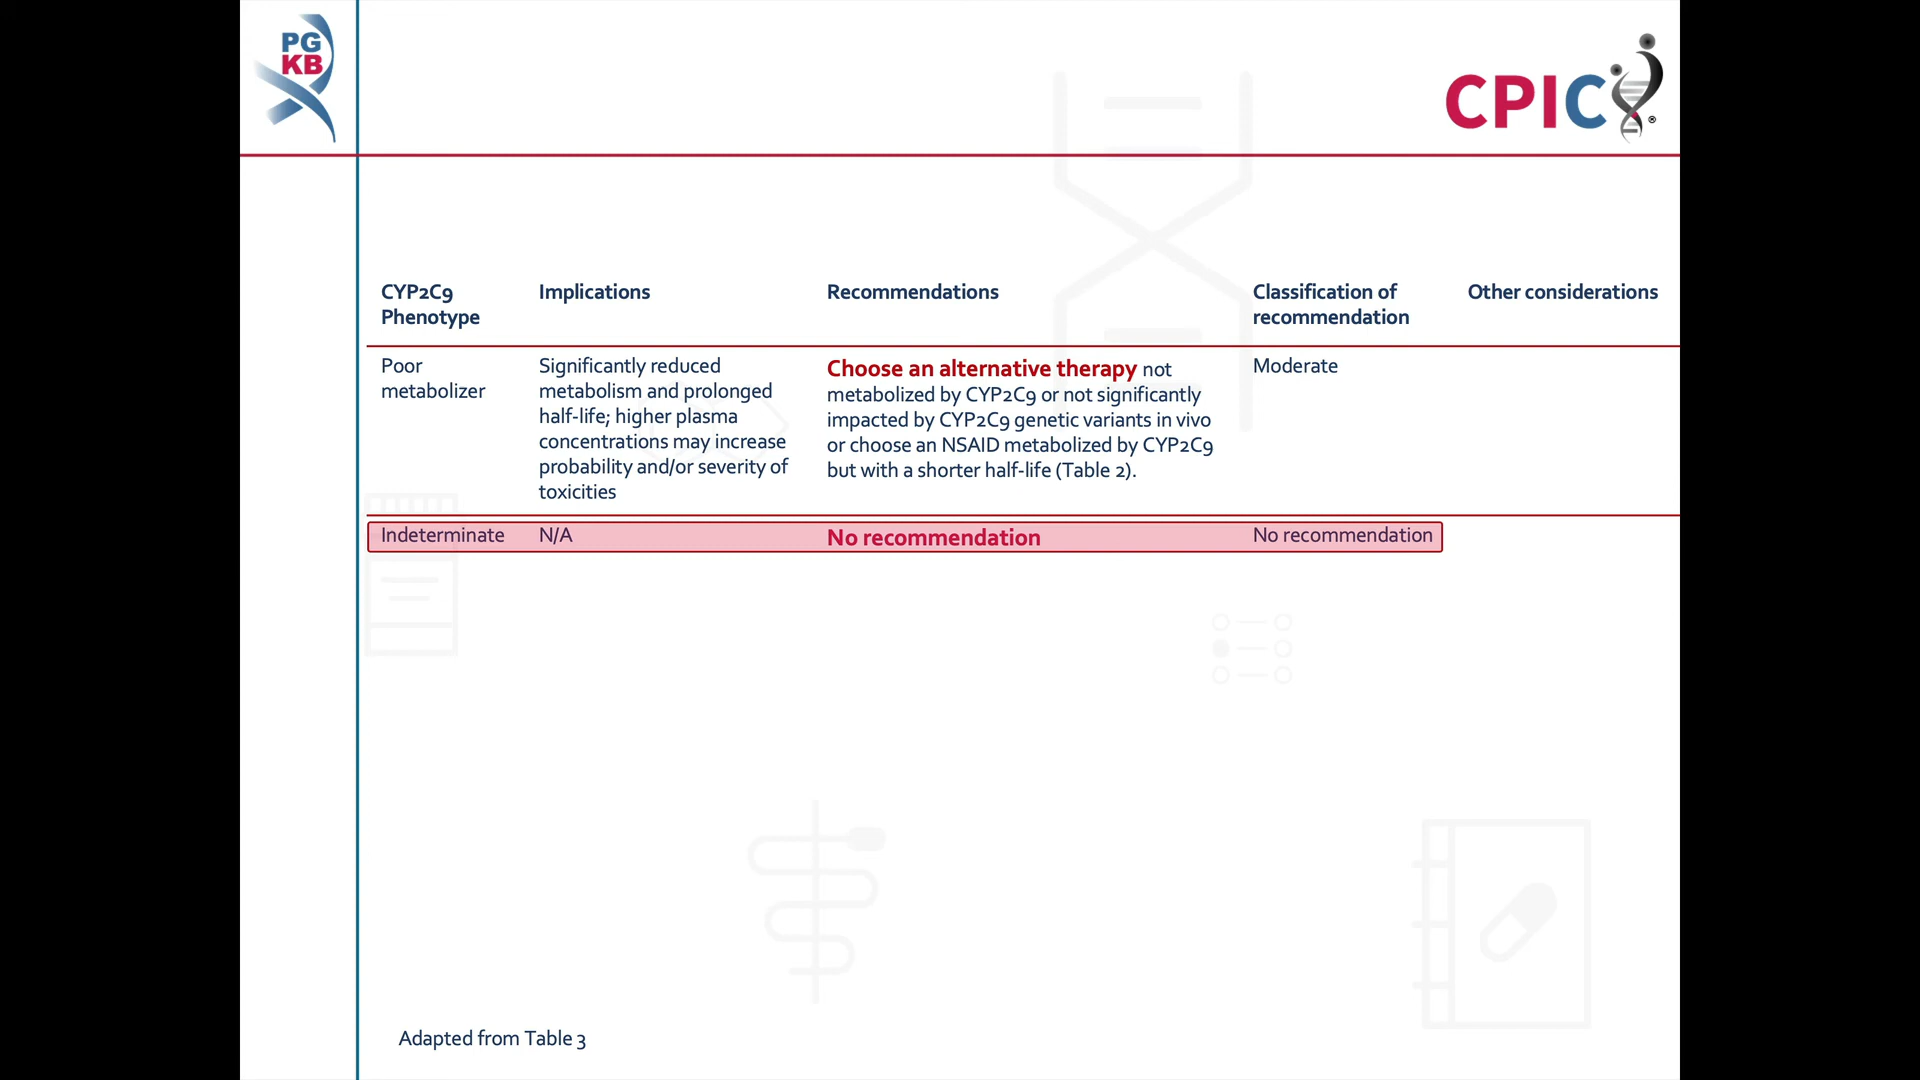 PG
KB
CPIC®
CYP2C9 Phenotype
Implications
Recommendations
Classification of recommendation
Other considerations
Poor
metabolizer
Significantly reduced
metabolism and prolonged
half-life; higher plasma
concentrations may increase
probability and/or severity of
toxicities
Choose an alternative therapy not
metabolized by CYP2C9 or not significantly
impacted by CYP2C9 genetic variants in vivo
or choose an NSAID metabolized by CYP2C9
but with a shorter half-life (Table 2).
Moderate
Indeterminate
N/A
No recommendation
No recommendation
Adapted from Table 3